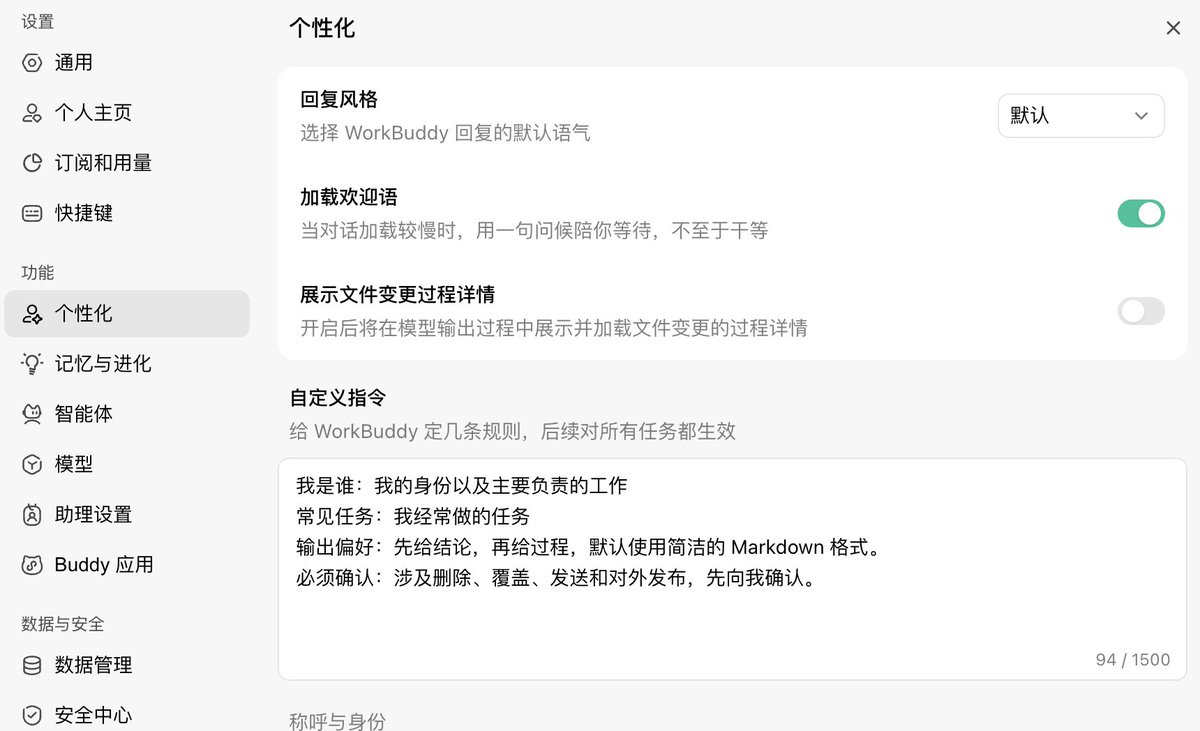 设置
通用
个人主页
订阅和用量
快捷键
功能
个性化
记忆与进化
智能体
模型
助理设置
Buddy 应用
数据与安全
数据管理
安全中心
个性化
回复风格
选择 WorkBuddy 回复的默认语气
默认
加载欢迎语
当对话加载较慢时，用一句问候陪你等待，不至于干等
展示文件变更过程详情
开启后将在模型输出过程中展示并加载文件变更的过程详情
自定义指令
给 WorkBuddy 定几条规则，后续对所有任务都生效
我是谁：我的身份以及主要负责的工作
常见任务：我经常做的任务
输出偏好：先给结论，再给过程，默认使用简洁的 Markdown 格式。
必须确认：涉及删除、覆盖、发送和对外发布，先向我确认。
94 / 1500
称呼与身份